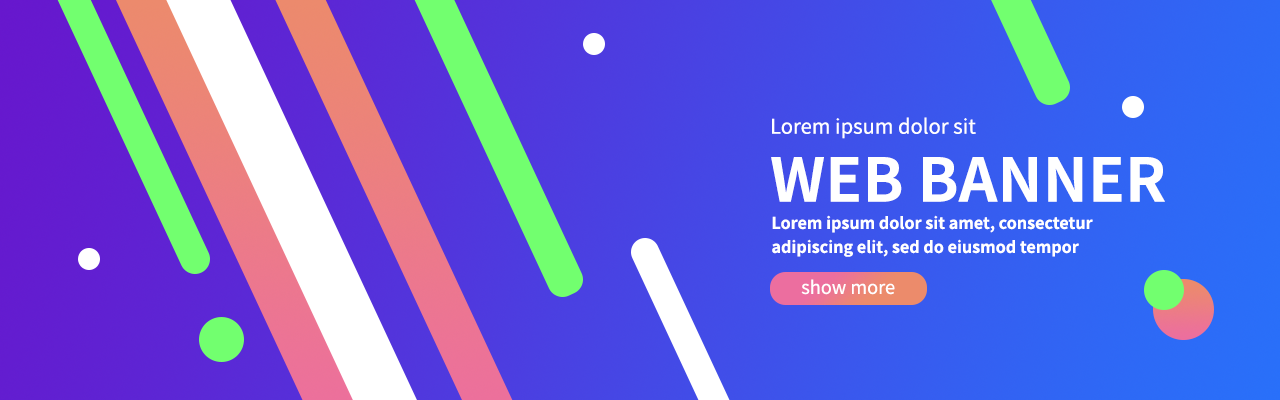 Lorem ipsum dolor sit
WEB BANNER
Lorem ipsum dolor sit amet, consectetur
adipiscing elit, sed do eiusmod tempor
show more